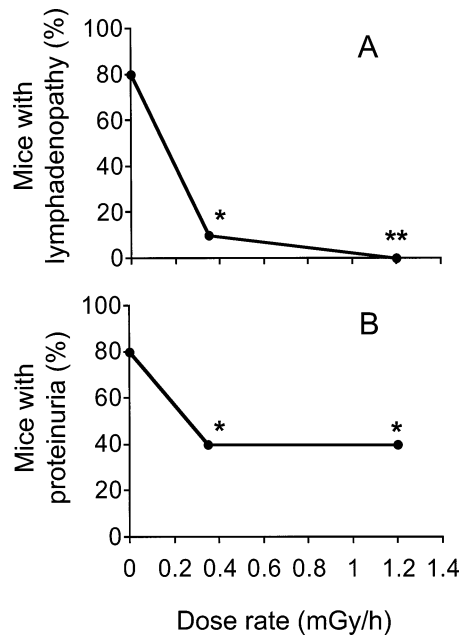 A
Mice with
lymphadenopathy (%)
100
80
60
40
20
0
*
**
B
Mice with
proteinuria (%)
100
80
60
40
20
0
*
*
0 0.2 0.4 0.6 0.8 1 1.2 1.4
Dose rate (mGy/h)